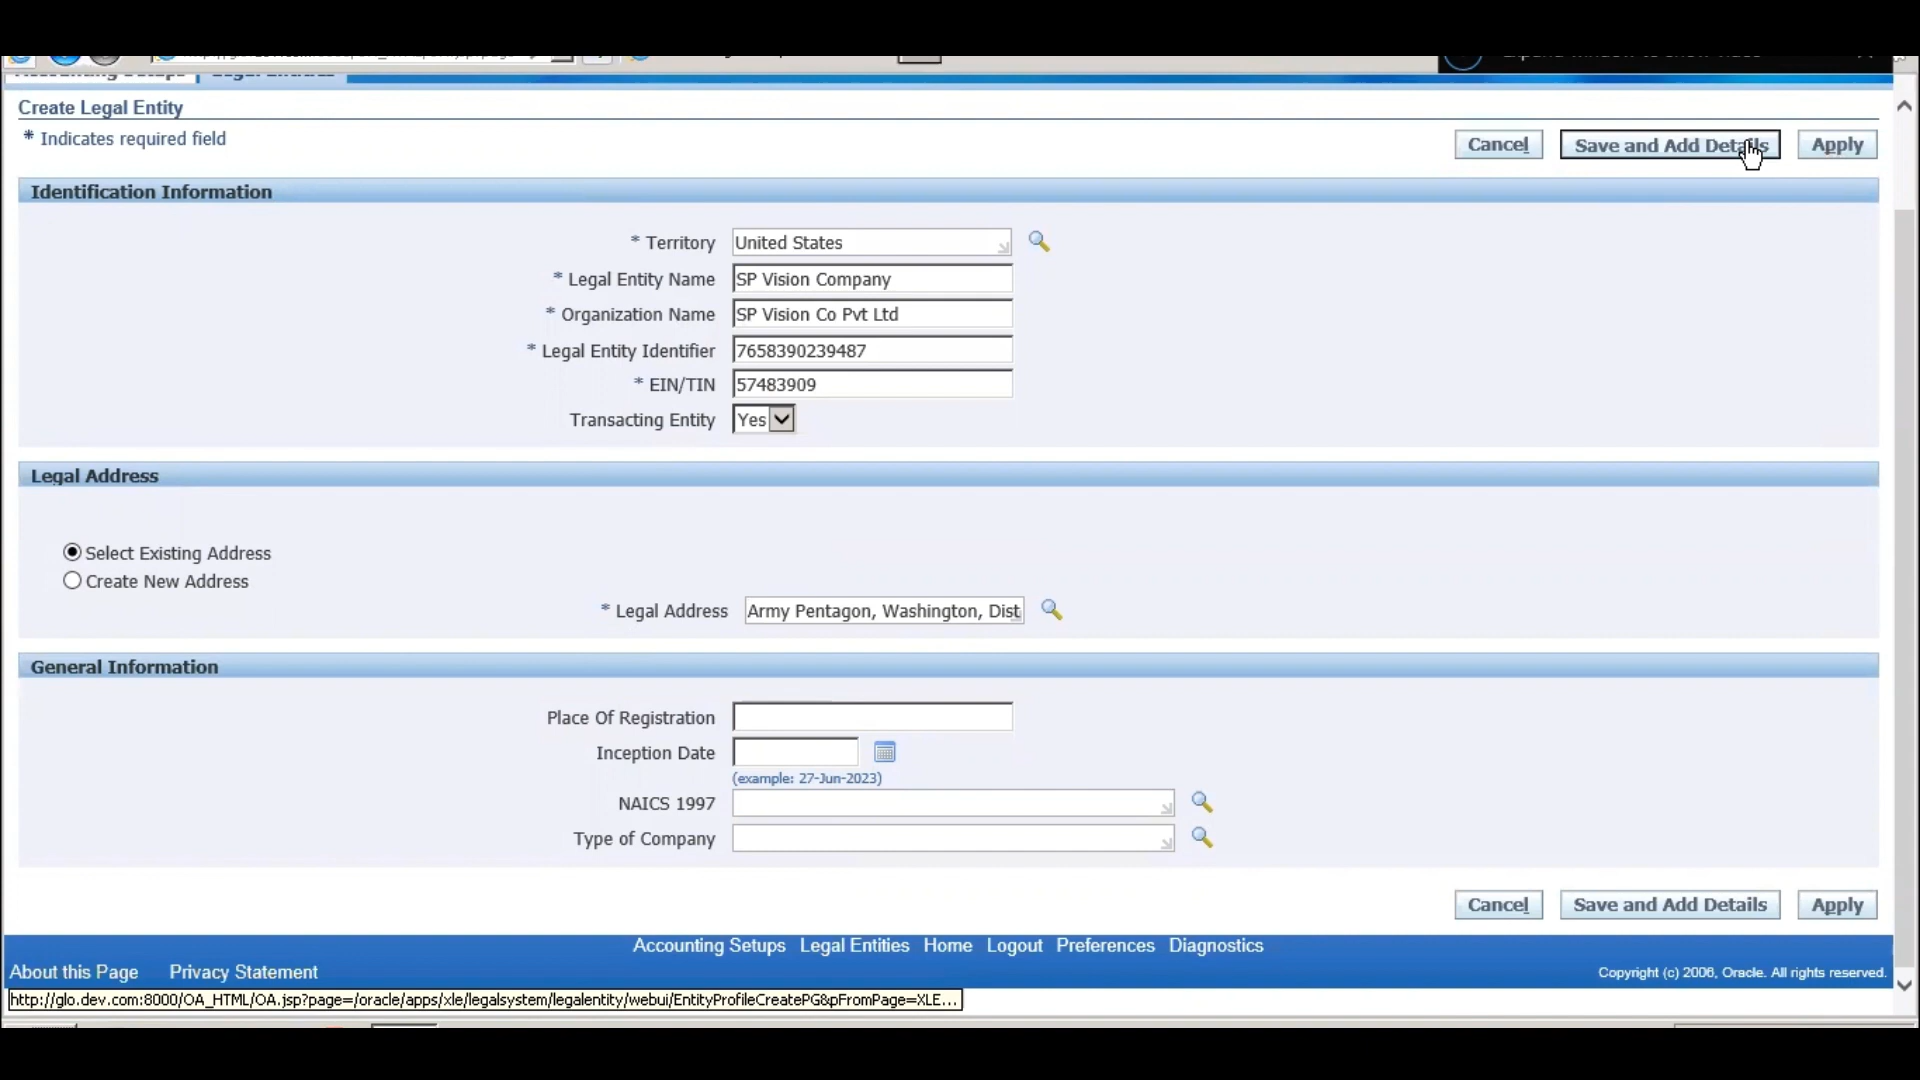 Create Legal Entity
* Indicates required field
Cancel Save and Add Details Apply
Identification Information
* Territory United States
* Legal Entity Name SP Vision Company
* Organization Name SP Vision Co Pvt Ltd
* Legal Entity Identifier 7658390239487
* EIN/TIN 57483909
Transacting Entity Yes
Legal Address
Select Existing Address
Create New Address
* Legal Address Army Pentagon, Washington, Dist
General Information
Place Of Registration
Inception Date
(example: 27-Jun-2023)
NAICS 1997
Type of Company
Cancel Save and Add Details Apply
Accounting Setups Legal Entities Home Logout Preferences Diagnostics
About this Page Privacy Statement
Copyright (c) 2006, Oracle. All rights reserved.
http://glo.dev.com:8000/OA_HTML/OA.jsp?page=/oracle/apps/xle/legalsystem/legalentity/webui/EntityProfileCreatePG&pFromPage=XLE...